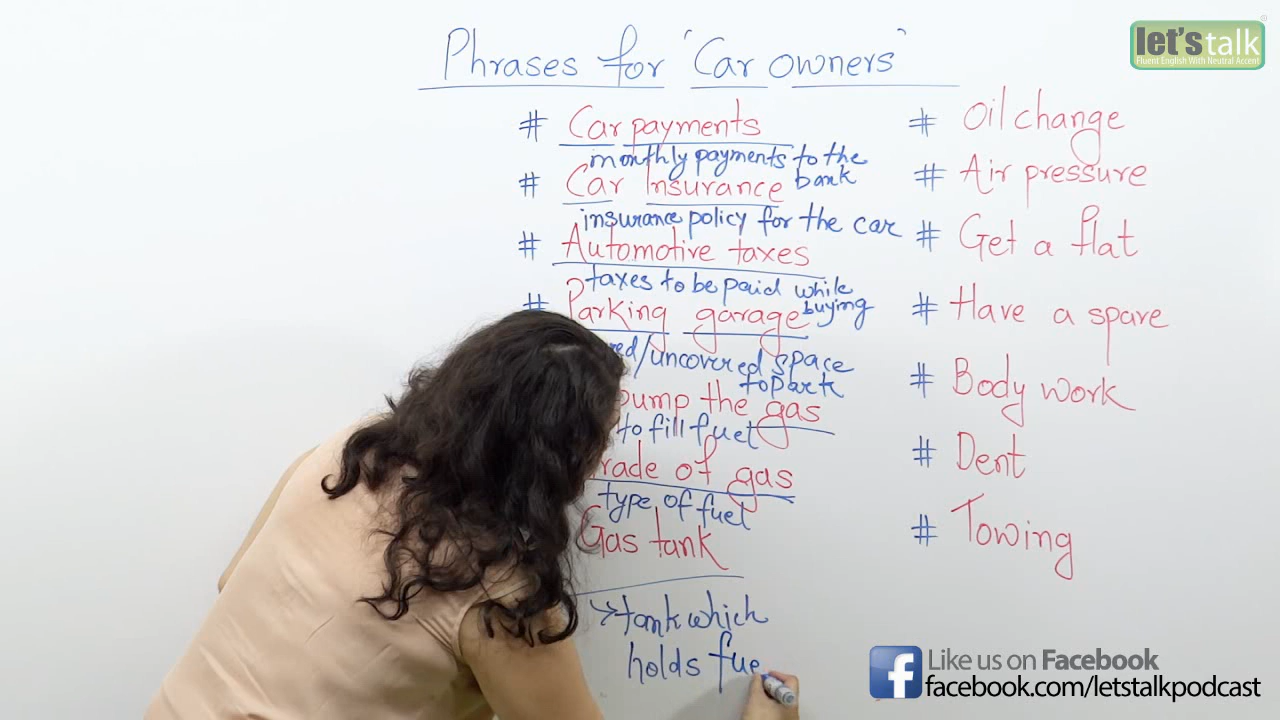 Phrases for 'Car owners'
# Car payments
monthly payments to the
bank
# Car Insurance
insurance policy for the car
# Automotive taxes
taxes to be paid while
buying
# Parking garage
/uncovered space
to park
pump the gas
to fill fuel
of gas
type of fuel
Gas tank
→ tank which
holds fue
# Oil change
# Air pressure
# Get a flat
# Have a spare
# Body work
# Dent
# Towing
let's talk
Fluent English With Neutral Accent
®
f Like us on Facebook
facebook.com/letstalkpodcast